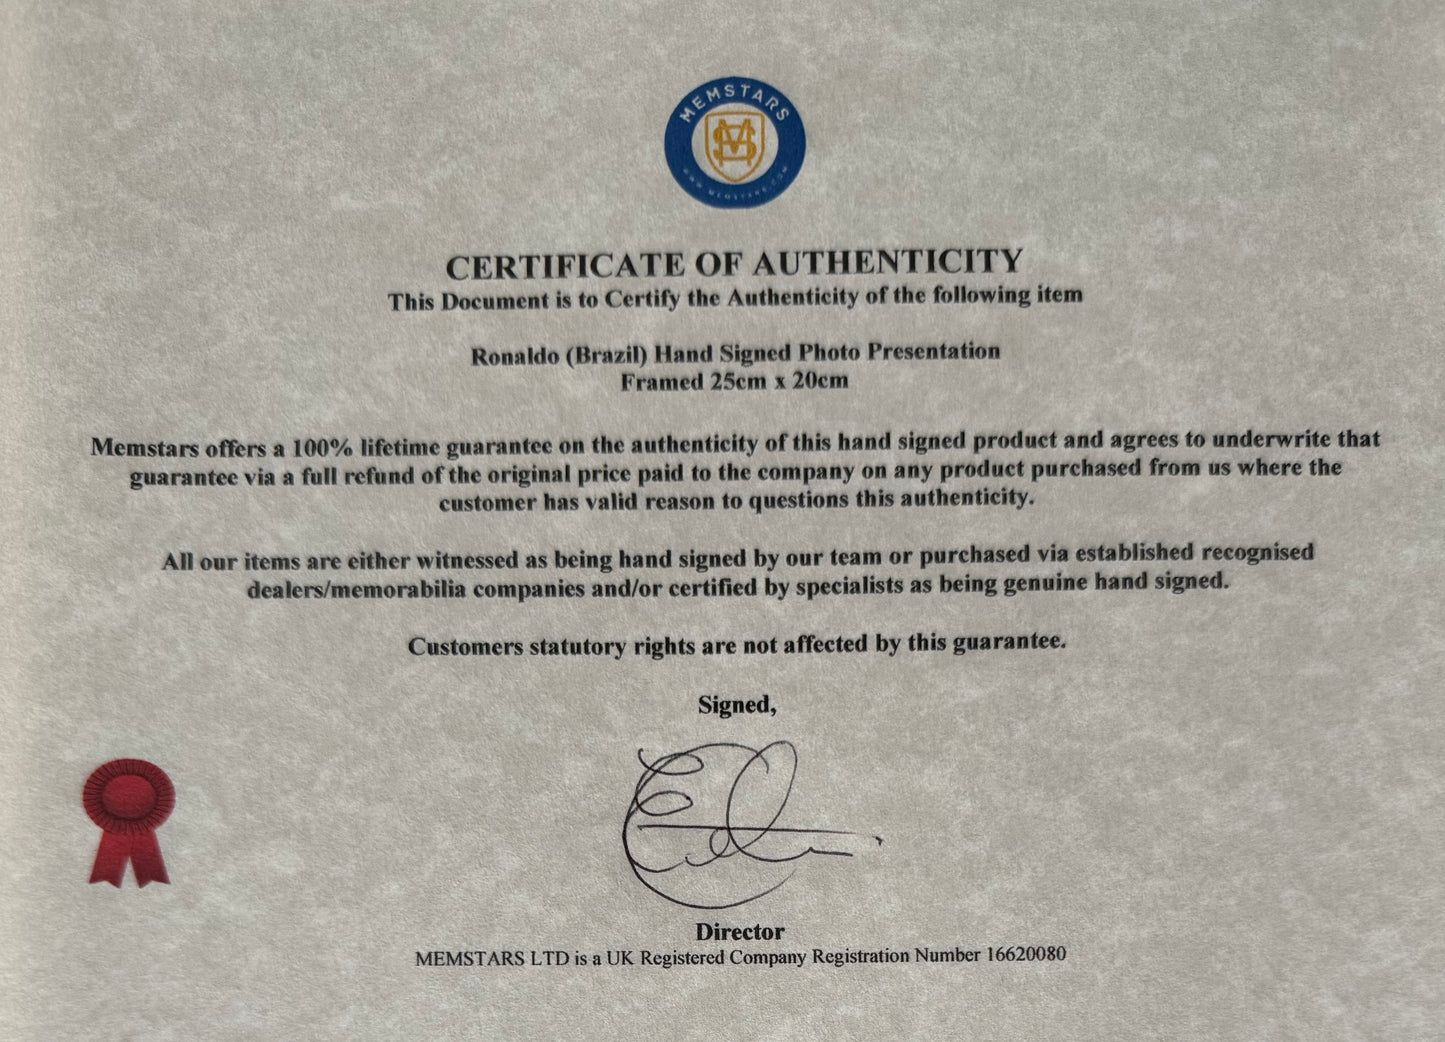 MEMSTARS
MS
WWW.MEMSTARS.COM
CERTIFICATE OF AUTHENTICITY
This Document is to Certify the Authenticity of the following item
Ronaldo (Brazil) Hand Signed Photo Presentation
Framed 25cm x 20cm
Memstars offers a 100% lifetime guarantee on the authenticity of this hand signed product and agrees to underwrite that
guarantee via a full refund of the original price paid to the company on any product purchased from us where the
customer has valid reason to questions this authenticity.
All our items are either witnessed as being hand signed by our team or purchased via established recognised
dealers/memorabilia companies and/or certified by specialists as being genuine hand signed.
Customers statutory rights are not affected by this guarantee.
Signed,
Director
MEMSTARS LTD is a UK Registered Company Registration Number 16620080